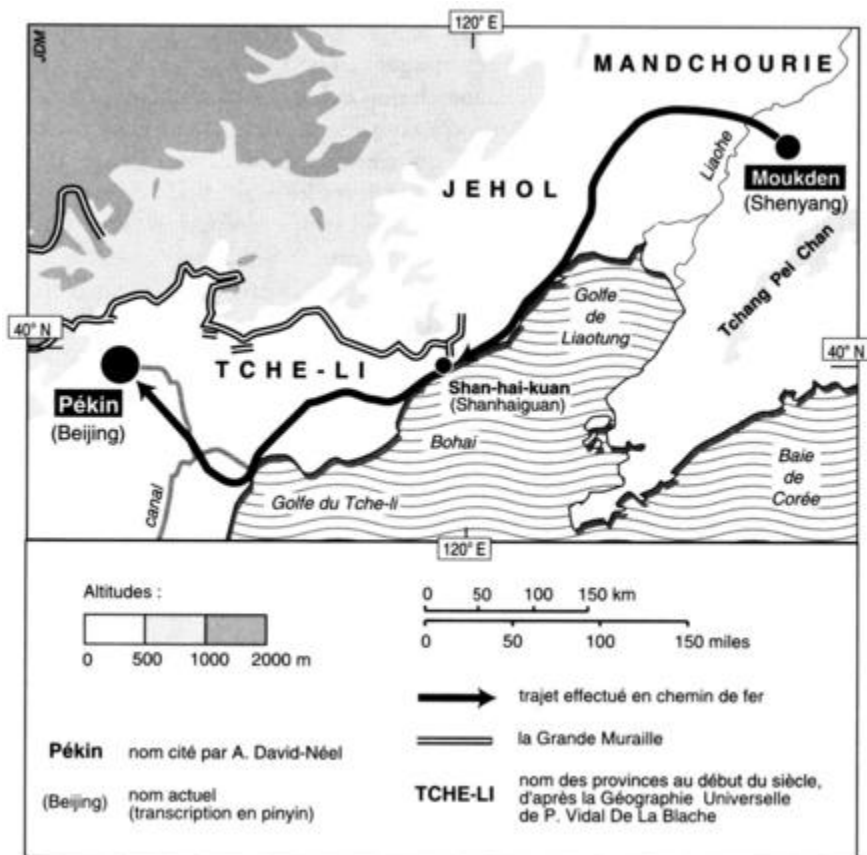 120° E
JDM
MANDCHOURIE
Liaohe
Moukden
(Shenyang)
JEHOL
Tchang Pei Chan
Golfe
de
Liaotung
40° N
40° N
TCHE-LI
Pékin
(Beijing)
Shan-hai-kuan
(Shanhaiguan)
Bohai
Baie
de
Corée
canal
Golfe du Tche-li
120° E
Altitudes :
0 500 1000 2000 m
0 50 100 150 km
0 50 100 150 miles
trajet effectué en chemin de fer
la Grande Muraille
Pékin nom cité par A. David-Néel
(Beijing) nom actuel
(transcription en pinyin)
TCHE-LI nom des provinces au début du siècle,
d'après la Géographie Universelle
de P. Vidal De La Blache